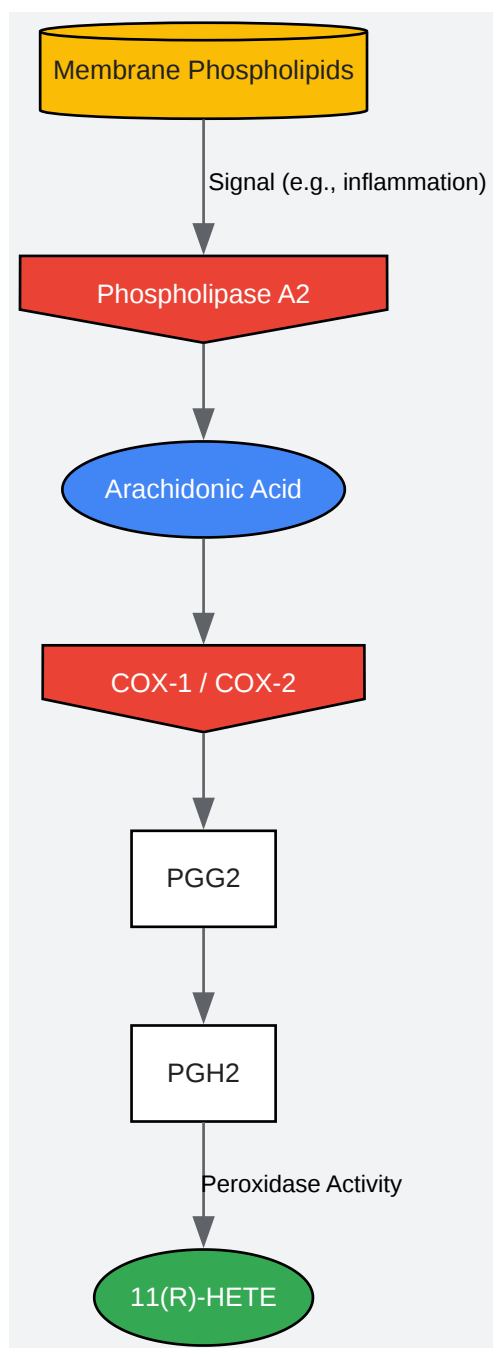 Membrane Phospholipids
Signal (e.g., inflammation)
Phospholipase A2
Arachidonic Acid
COX-1 / COX-2
PGG2
PGH2
Peroxidase Activity
11(R)-HETE